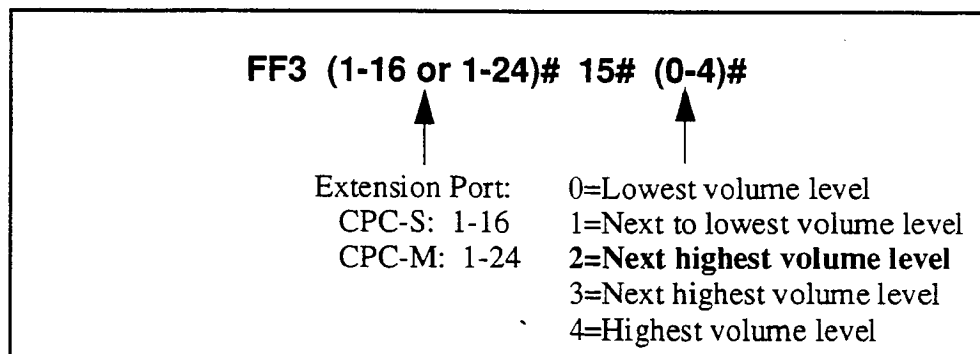 FF3 (1-16 or 1-24)# 15# (0-4)#
Extension Port:
CPC-S: 1-16
CPC-M: 1-24
0=Lowest volume level
1=Next to lowest volume level
2=Next highest volume level
3=Next highest volume level
4=Highest volume level